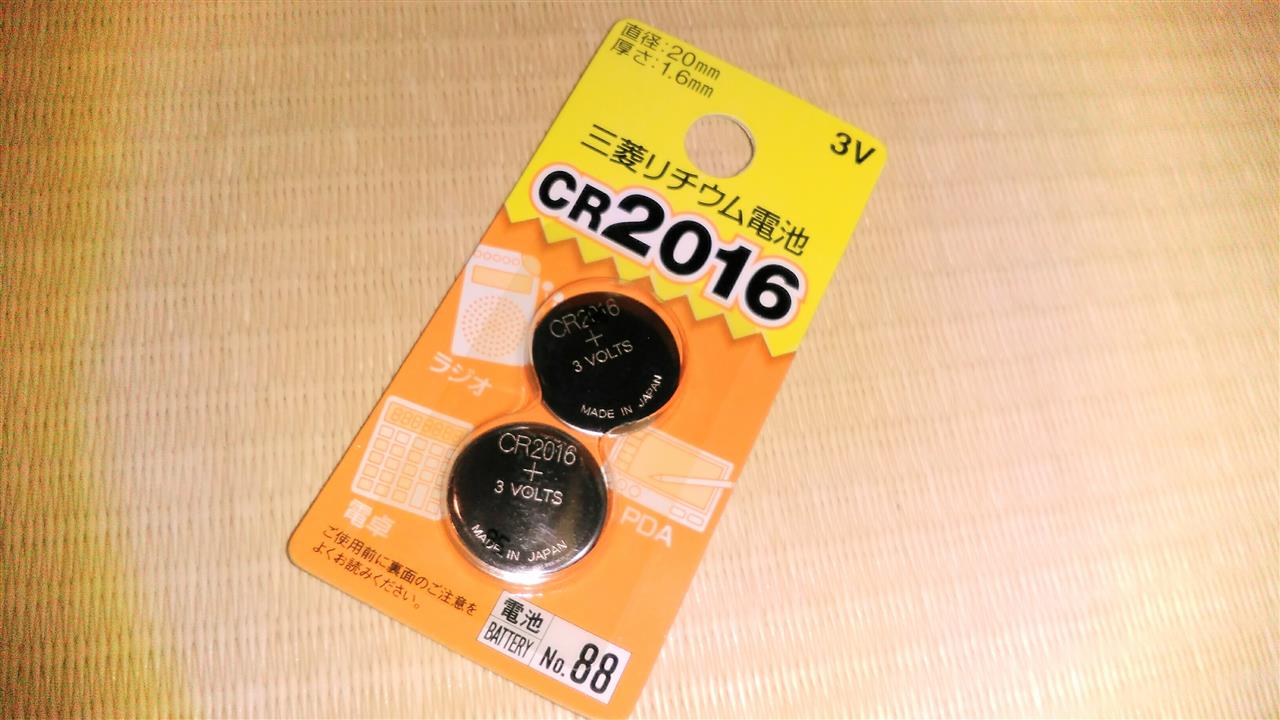 直径:20mm
厚さ:1.6mm
3V
三菱リチウム電池
CR2016
CR2016
+
3 VOLTS
MADE IN JAPAN
ラジオ
CR2016
+
3 VOLTS
MADE IN JAPAN
電卓
PDA
ご使用前に裏面のご注意を
よくお読みください。
電池
BATTERY
No.88